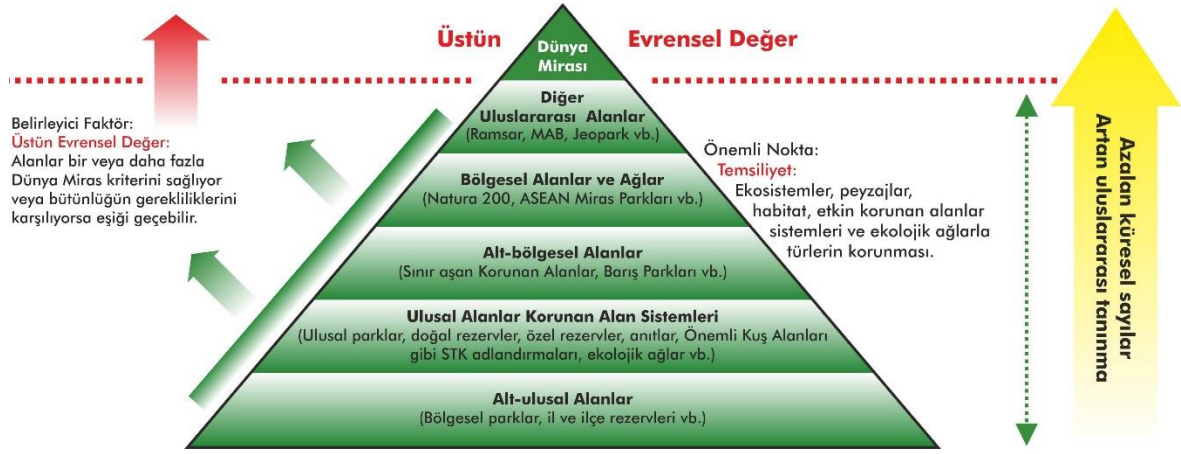 Üstün Evrensel Değer
Dünya
Mirası
Belirleyici Faktör:
Üstün Evrensel Değer:
Alanlar bir veya daha fazla
Dünya Miras kriterini sağlıyor
veya bütünlüğün gerekliliklerini
karşılıyorsa eşiği geçebilir.
Diğer
Uluslararası Alanlar
(Ramsar, MAB, Jeopark vb.)
Bölgesel Alanlar ve Ağlar
(Natura 200, ASEAN Miras Parkları vb.)
Alt-bölgesel Alanlar
(Sınır aşan Korunan Alanlar, Barış Parkları vb.)
Ulusal Alanlar Korunan Alan Sistemleri
(Ulusal parklar, doğal rezervler, özel rezervler, anıtlar, Önemli Kuş Alanları
gibi STK adlandırmaları, ekolojik ağlar vb.)
Alt-ulusal Alanlar
(Bölgesel parklar, il ve ilçe rezervleri vb.)
Önemli Nokta:
Temsiliyet:
Ekosistemler, peyzajlar,
habitat, etkin korunan alanlar
sistemleri ve ekolojik ağlarla
türlerin korunması.
Azalan küresel sayılar
Artan uluslararası tanınma